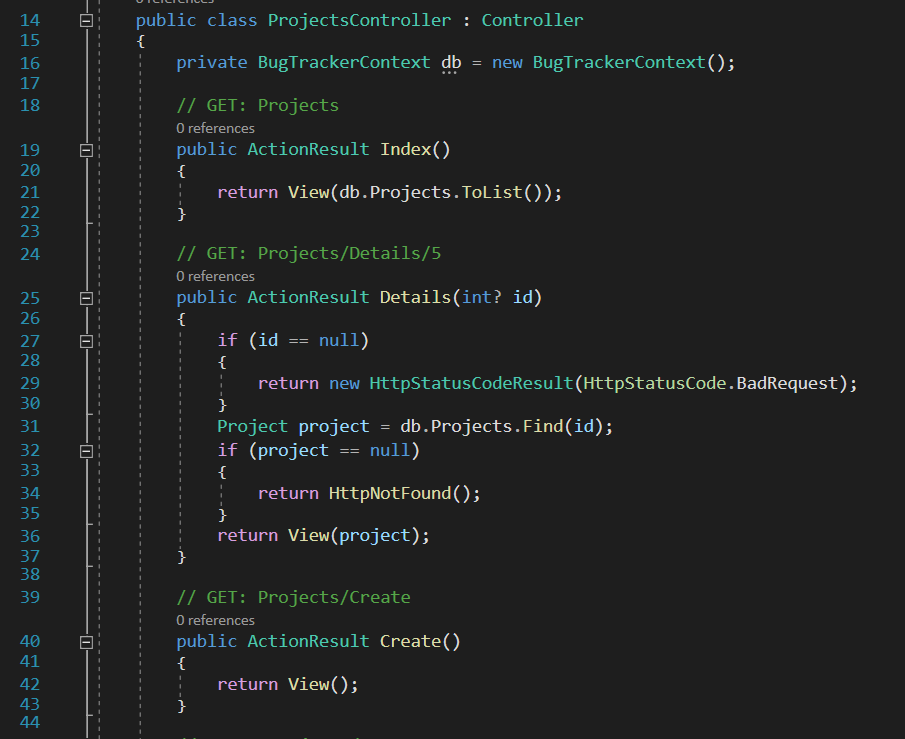 0 references
14 public class ProjectsController : Controller
15 {
16 private BugTrackerContext db = new BugTrackerContext();
17
18 // GET: Projects
0 references
19 public ActionResult Index()
20 {
21 return View(db.Projects.ToList());
22 }
23
24 // GET: Projects/Details/5
0 references
25 public ActionResult Details(int? id)
26 {
27 if (id == null)
28 {
29 return new HttpStatusCodeResult(HttpStatusCode.BadRequest);
30 }
31 Project project = db.Projects.Find(id);
32 if (project == null)
33 {
34 return HttpNotFound();
35 }
36 return View(project);
37 }
38
39 // GET: Projects/Create
0 references
40 public ActionResult Create()
41 {
42 return View();
43 }
44